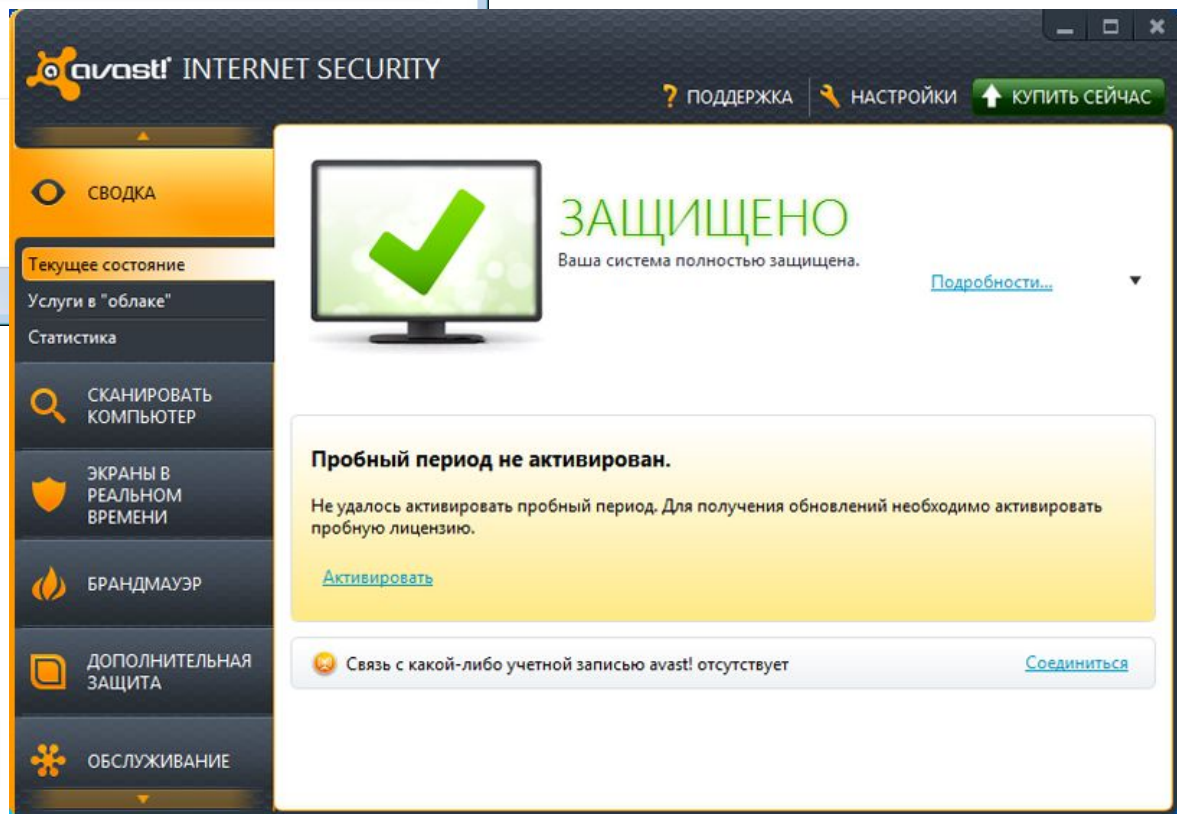 avast! INTERNET SECURITY
? ПОДДЕРЖКА
НАСТРОЙКИ
КУПИТЬ СЕЙЧАС
СВОДКА
Текущее состояние
Услуги в "облаке"
Статистика
СКАНИРОВАТЬ
КОМПЬЮТЕР
ЭКРАНЫ В
РЕАЛЬНОМ
ВРЕМЕНИ
БРАНДМАУЭР
ДОПОЛНИТЕЛЬНАЯ
ЗАЩИТА
ОБСЛУЖИВАНИЕ
ЗАЩИЩЕНО
Ваша система полностью защищена.
Подробности...
Пробный период не активирован.
Не удалось активировать пробный период. Для получения обновлений необходимо активировать
пробную лицензию.
Активировать
Связь с какой-либо учетной записью avast! отсутствует
Соединиться